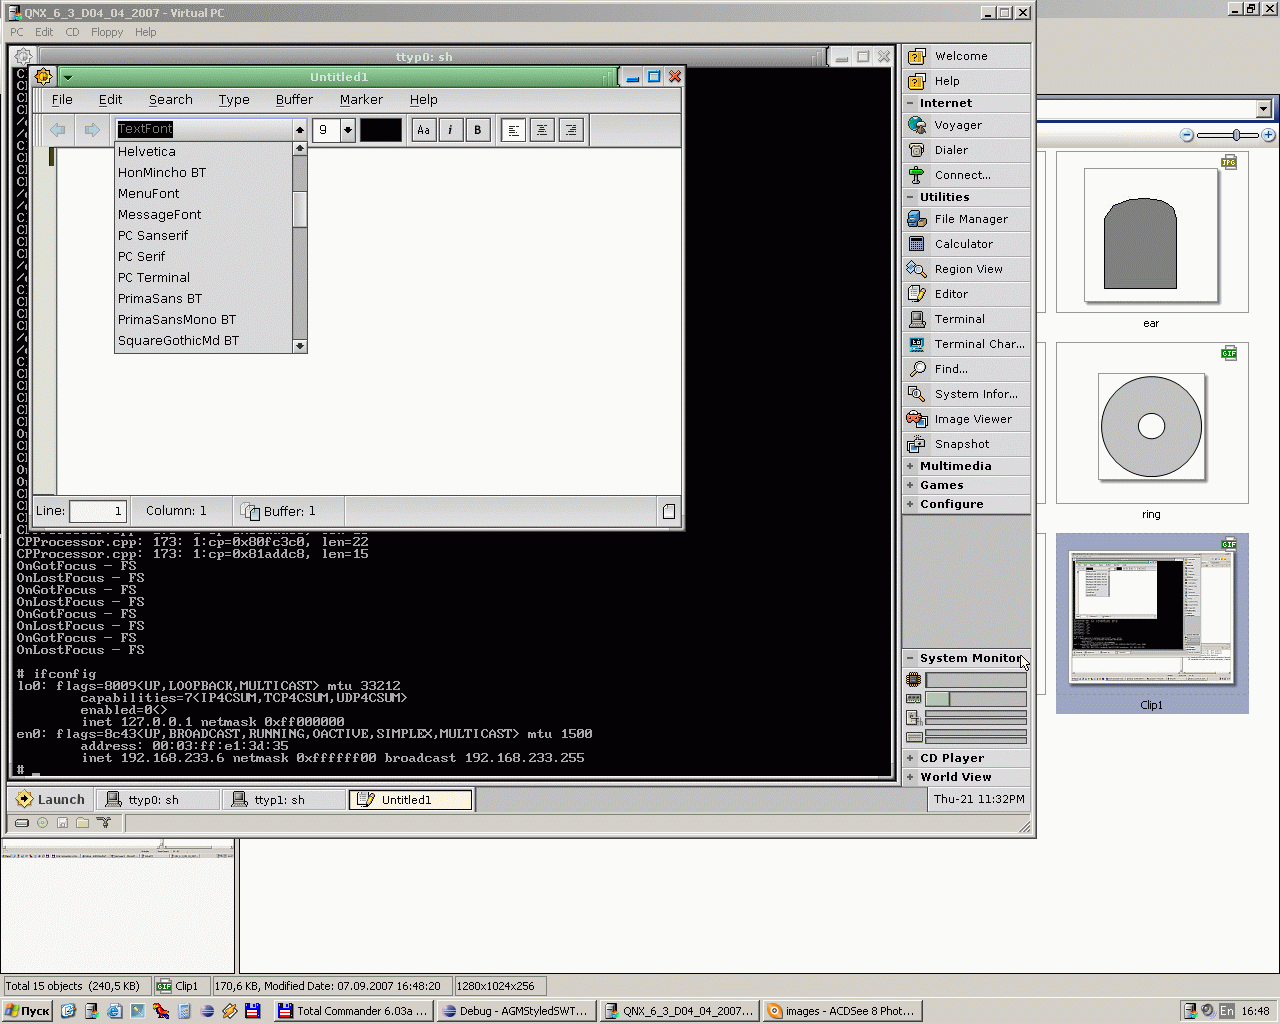 QNX_6_3_D04_04_2007 - Virtual PC
PC Edit CD Floppy Help
ttyp0: sh
Untitled1
File Edit Search Type Buffer Marker Help
TextFont
9
Aa i B
Helvetica
HonMincho BT
MenuFont
MessageFont
PC Sanserif
PC Serif
PC Terminal
PrimaSans BT
PrimaSansMono BT
SquareGothicMd BT
Line: 1 Column: 1 Buffer: 1
CPProcessor.cpp: 173: 1:cp=0x80fc3c0, len=22
CPProcessor.cpp: 173: 1:cp=0x81addc8, len=15
OnGotFocus - FS
OnLostFocus - FS
OnGotFocus - FS
OnLostFocus - FS
OnGotFocus - FS
OnLostFocus - FS
OnGotFocus - FS
OnLostFocus - FS
# ifconfig
lo0: flags=8009<UP,LOOPBACK,MULTICAST> mtu 33212
capabilities=7<IP4CSUM,TCP4CSUM,UDP4CSUM>
enabled=0<>
inet 127.0.0.1 netmask 0xff000000
en0: flags=8c43<UP,BROADCAST,RUNNING,OACTIVE,SIMPLEX,MULTICAST> mtu 1500
address: 00:03:ff:e1:3d:35
inet 192.168.233.6 netmask 0xffffff00 broadcast 192.168.233.255
# _
Welcome
Help
Internet
Voyager
Dialer
Connect...
Utilities
File Manager
Calculator
Region View
Editor
Terminal
Terminal Char...
Find...
System Infor...
Image Viewer
Snapshot
Multimedia
Games
Configure
System Monitor
CD Player
World View
Launch ttyp0: sh ttyp1: sh Untitled1 Thu-21 11:32PM
JPG
ear
GIF
ring
GIF
Clip1
Total 15 objects (240,5 KB) GIF Clip1 170,6 KB, Modified Date: 07.09.2007 16:48:20 1280x1024x256
Пуск Total Commander 6.03a ... Debug - AGMStyledSWT... QNX_6_3_D04_04_2007... images - ACDSee 8 Phot... En 16:48